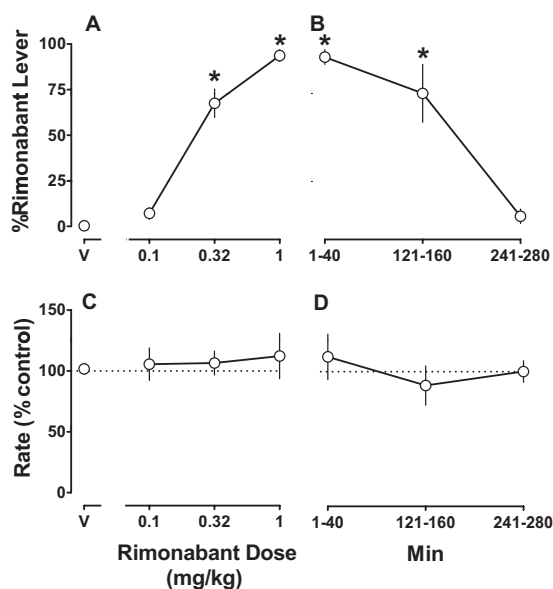 A
B
%Rimonabant Lever
100
75
50
25
0
*
*
*
*
V
0.1
0.32
1
1-40
121-160
241-280
C
D
Rate (% control)
150
100
50
0
V
0.1
0.32
1
1-40
121-160
241-280
Rimonabant Dose
(mg/kg)
Min